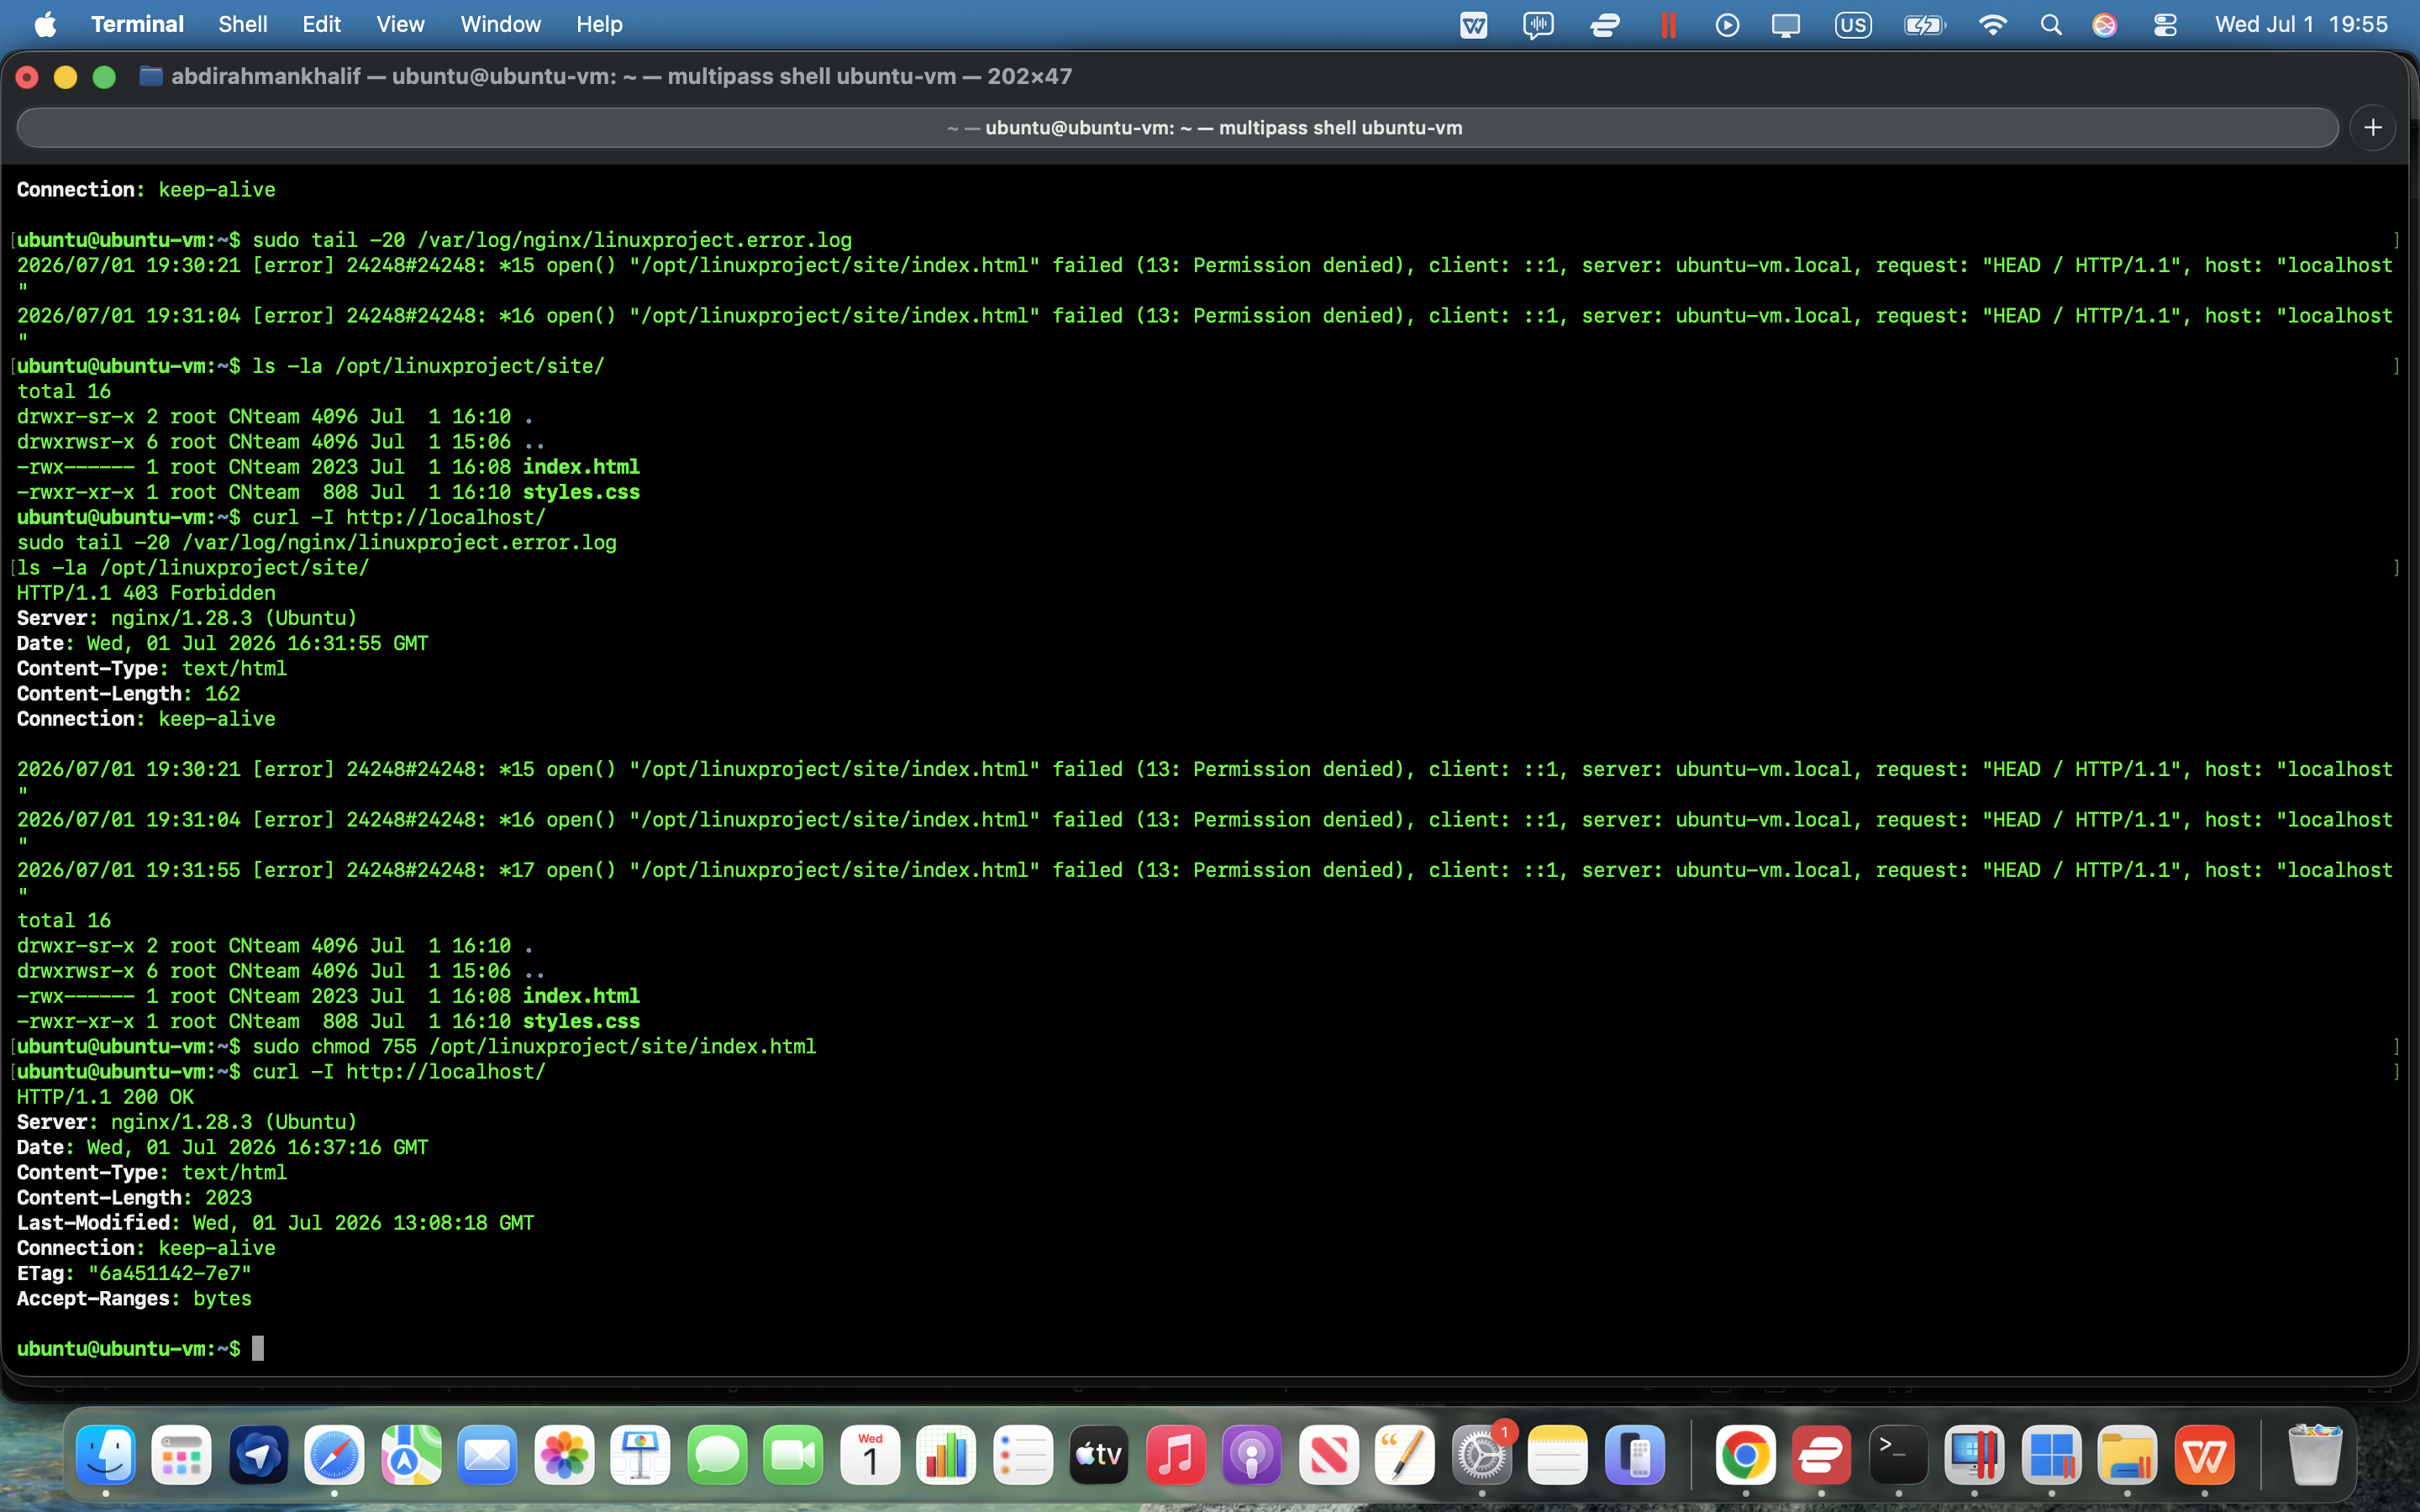 Terminal Shell Edit View Window Help US Wed Jul 1 19:55
abdirahmankhalif — ubuntu@ubuntu-vm: ~ — multipass shell ubuntu-vm — 202×47
~ — ubuntu@ubuntu-vm: ~ — multipass shell ubuntu-vm
Connection: keep-alive
[ubuntu@ubuntu-vm:~$ sudo tail -20 /var/log/nginx/linuxproject.error.log ]
2026/07/01 19:30:21 [error] 24248#24248: *15 open() "/opt/linuxproject/site/index.html" failed (13: Permission denied), client: ::1, server: ubuntu-vm.local, request: "HEAD / HTTP/1.1", host: "localhost
"
2026/07/01 19:31:04 [error] 24248#24248: *16 open() "/opt/linuxproject/site/index.html" failed (13: Permission denied), client: ::1, server: ubuntu-vm.local, request: "HEAD / HTTP/1.1", host: "localhost
"
[ubuntu@ubuntu-vm:~$ ls -la /opt/linuxproject/site/ ]
total 16
drwxr-sr-x 2 root CNteam 4096 Jul  1 16:10 .
drwxrwsr-x 6 root CNteam 4096 Jul  1 15:06 ..
-rwx------ 1 root CNteam 2023 Jul  1 16:08 index.html
-rwxr-xr-x 1 root CNteam  808 Jul  1 16:10 styles.css
ubuntu@ubuntu-vm:~$ curl -I http://localhost/
sudo tail -20 /var/log/nginx/linuxproject.error.log
[ls -la /opt/linuxproject/site/ ]
HTTP/1.1 403 Forbidden
Server: nginx/1.28.3 (Ubuntu)
Date: Wed, 01 Jul 2026 16:31:55 GMT
Content-Type: text/html
Content-Length: 162
Connection: keep-alive
2026/07/01 19:30:21 [error] 24248#24248: *15 open() "/opt/linuxproject/site/index.html" failed (13: Permission denied), client: ::1, server: ubuntu-vm.local, request: "HEAD / HTTP/1.1", host: "localhost
"
2026/07/01 19:31:04 [error] 24248#24248: *16 open() "/opt/linuxproject/site/index.html" failed (13: Permission denied), client: ::1, server: ubuntu-vm.local, request: "HEAD / HTTP/1.1", host: "localhost
"
2026/07/01 19:31:55 [error] 24248#24248: *17 open() "/opt/linuxproject/site/index.html" failed (13: Permission denied), client: ::1, server: ubuntu-vm.local, request: "HEAD / HTTP/1.1", host: "localhost
"
total 16
drwxr-sr-x 2 root CNteam 4096 Jul  1 16:10 .
drwxrwsr-x 6 root CNteam 4096 Jul  1 15:06 ..
-rwx------ 1 root CNteam 2023 Jul  1 16:08 index.html
-rwxr-xr-x 1 root CNteam  808 Jul  1 16:10 styles.css
[ubuntu@ubuntu-vm:~$ sudo chmod 755 /opt/linuxproject/site/index.html ]
[ubuntu@ubuntu-vm:~$ curl -I http://localhost/ ]
HTTP/1.1 200 OK
Server: nginx/1.28.3 (Ubuntu)
Date: Wed, 01 Jul 2026 16:37:16 GMT
Content-Type: text/html
Content-Length: 2023
Last-Modified: Wed, 01 Jul 2026 13:08:18 GMT
Connection: keep-alive
ETag: "6a451142-7e7"
Accept-Ranges: bytes
ubuntu@ubuntu-vm:~$
Wed
1
tv
1